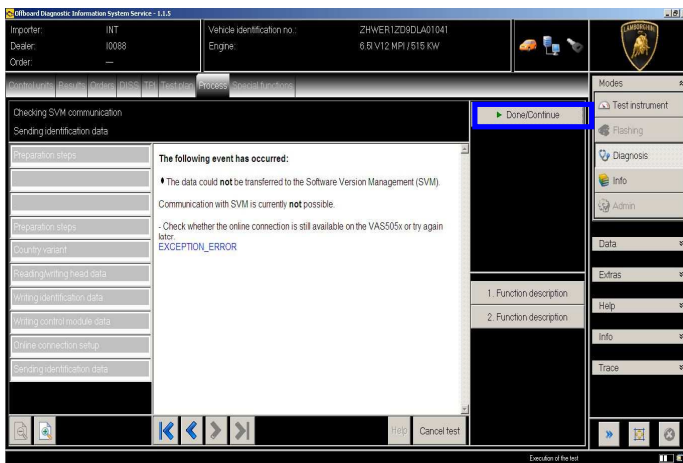 Offboard Diagnostic Information System Service - 1.1.5
Importer: INT
Dealer: I0088
Order: —
Vehicle identification no.: ZHWER1ZD9DLA01041
Engine: 6.5l V12 MPI / 515 KW
LAMBORGHINI
Control units Results Orders DISS TPI Test plan Process Special functions
Checking SVM communication
Sending identification data
Done/Continue
Preparation steps
Preparation steps
Country variant
Reading/writing head data
Writing identification data
Writing control module data
Online connection setup
Sending identification data
The following event has occurred:
• The data could not be transferred to the Software Version Management (SVM).
Communication with SVM is currently not possible.
- Check whether the online connection is still available on the VAS505x or try again
later.
EXCEPTION_ERROR
1. Function description
2. Function description
Help
Cancel test
Modes
Test instrument
Flashing
Diagnosis
Info
Admin
Data
Extras
Help
Info
Trace
Execution of the test